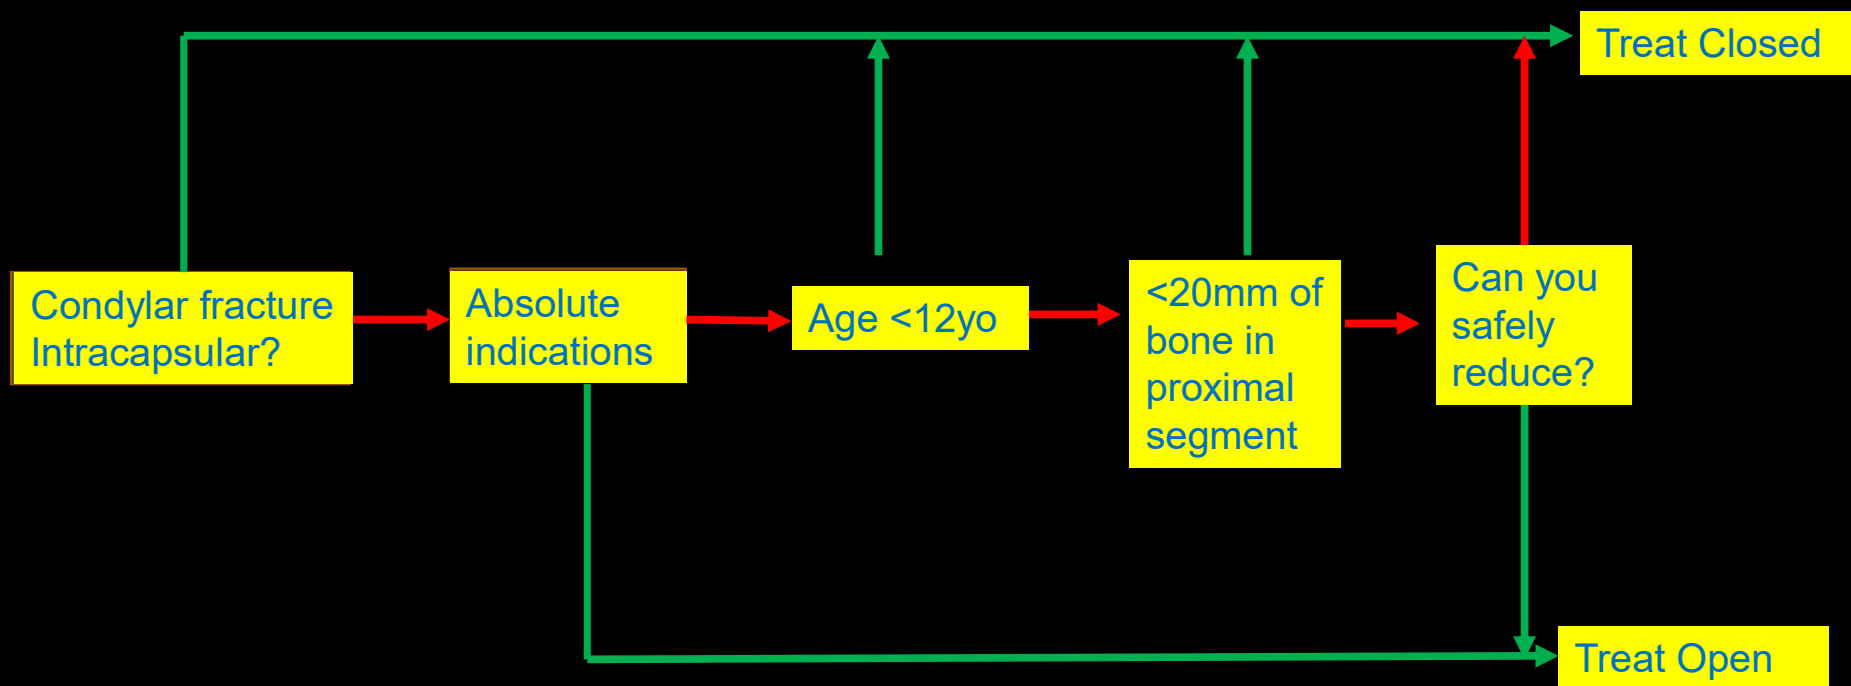 Treat Closed
Condylar fracture
Intracapsular?
Absolute
indications
Age <12yo
<20mm of
bone in
proximal
segment
Can you
safely
reduce?
Treat Open